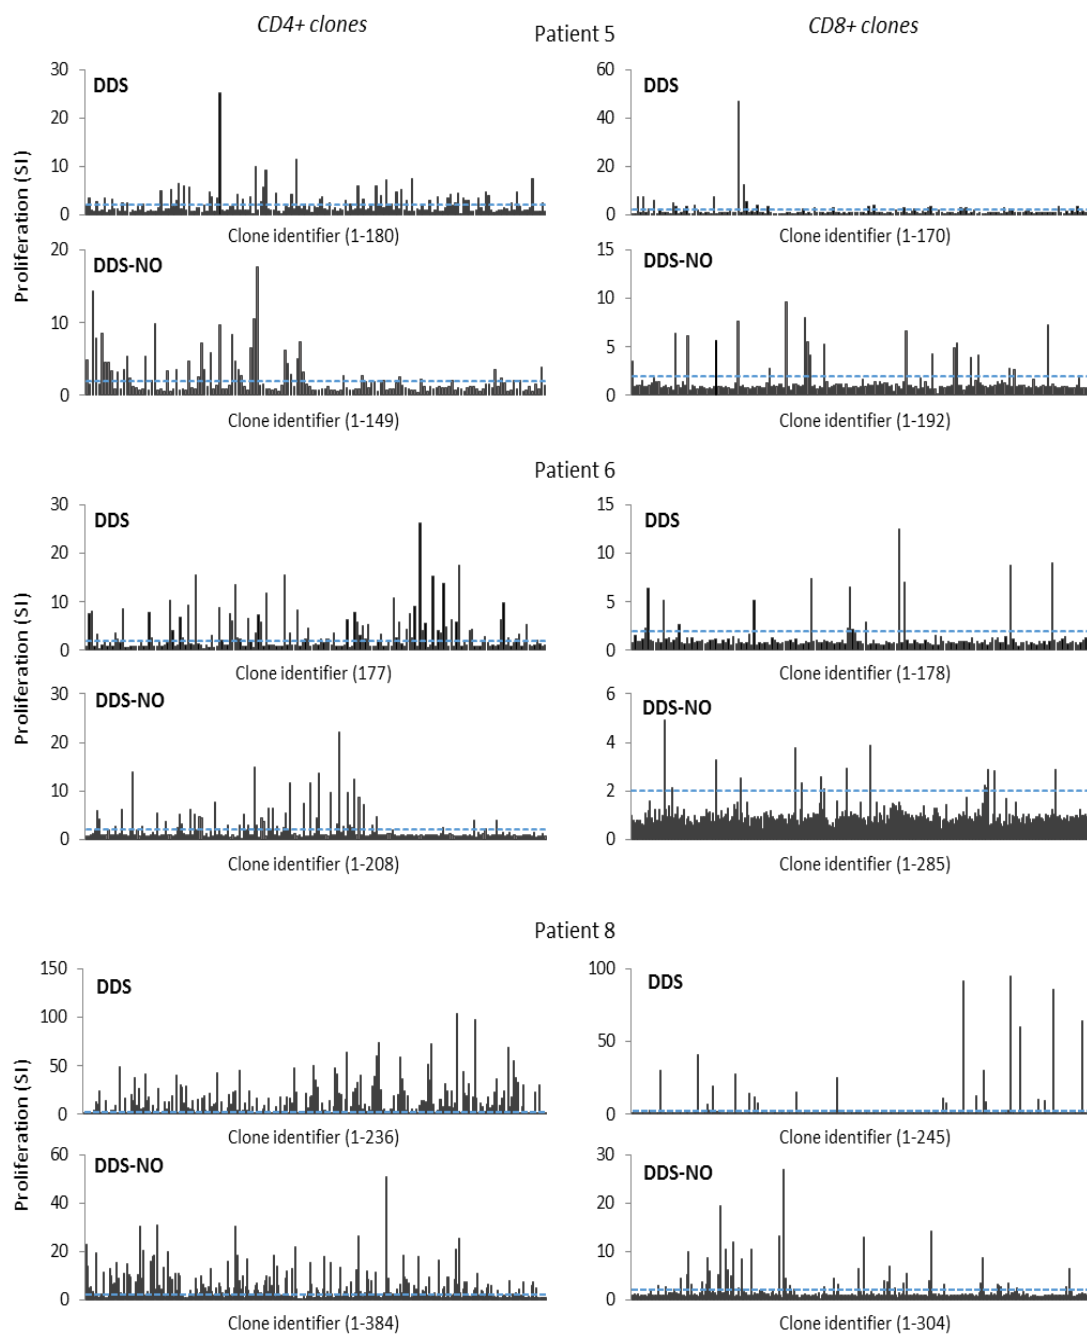 CD4+ clones
CD8+ clones
Patient 5
Proliferation (SI)
30
20
10
0
DDS
Clone identifier (1-180)
60
40
20
0
DDS
Clone identifier (1-170)
20
10
0
DDS-NO
Clone identifier (1-149)
15
10
5
0
DDS-NO
Clone identifier (1-192)
Patient 6
Proliferation (SI)
30
20
10
0
DDS
Clone identifier (177)
15
10
5
0
DDS
Clone identifier (1-178)
30
20
10
0
DDS-NO
Clone identifier (1-208)
6
4
2
0
DDS-NO
Clone identifier (1-285)
Patient 8
Proliferation (SI)
150
100
50
0
DDS
Clone identifier (1-236)
100
50
0
DDS
Clone identifier (1-245)
60
40
20
0
DDS-NO
Clone identifier (1-384)
30
20
10
0
DDS-NO
Clone identifier (1-304)